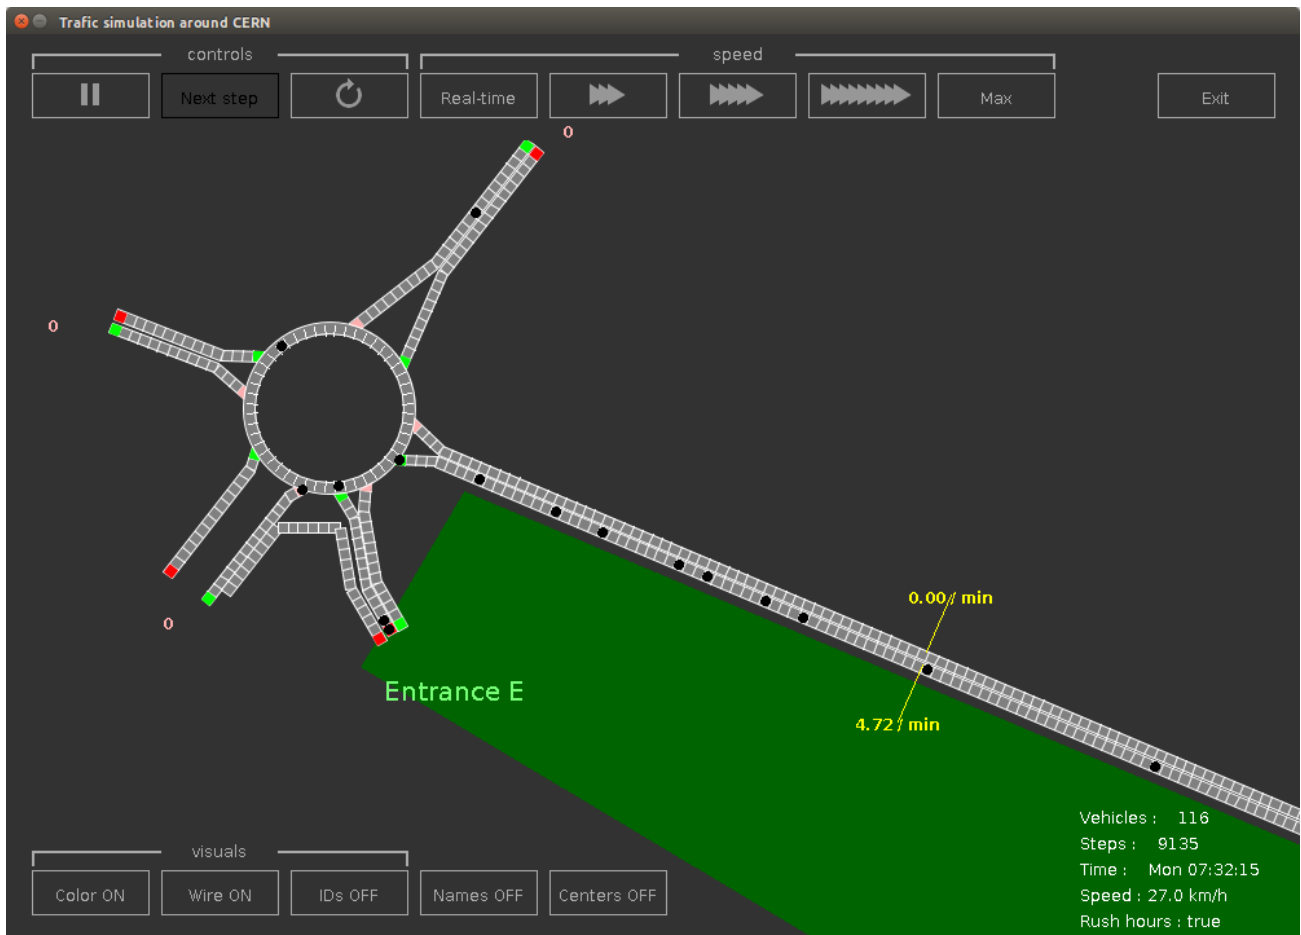 Trafic simulation around CERN
controls
speed
Next step
Real-time
Max
Exit
0
0
0.00 / min
0
Entrance E
4.72 / min
Vehicles : 116
Steps : 9135
Time : Mon 07:32:15
Speed : 27.0 km/h
Rush hours : true
visuals
Color ON
Wire ON
IDs OFF
Names OFF
Centers OFF